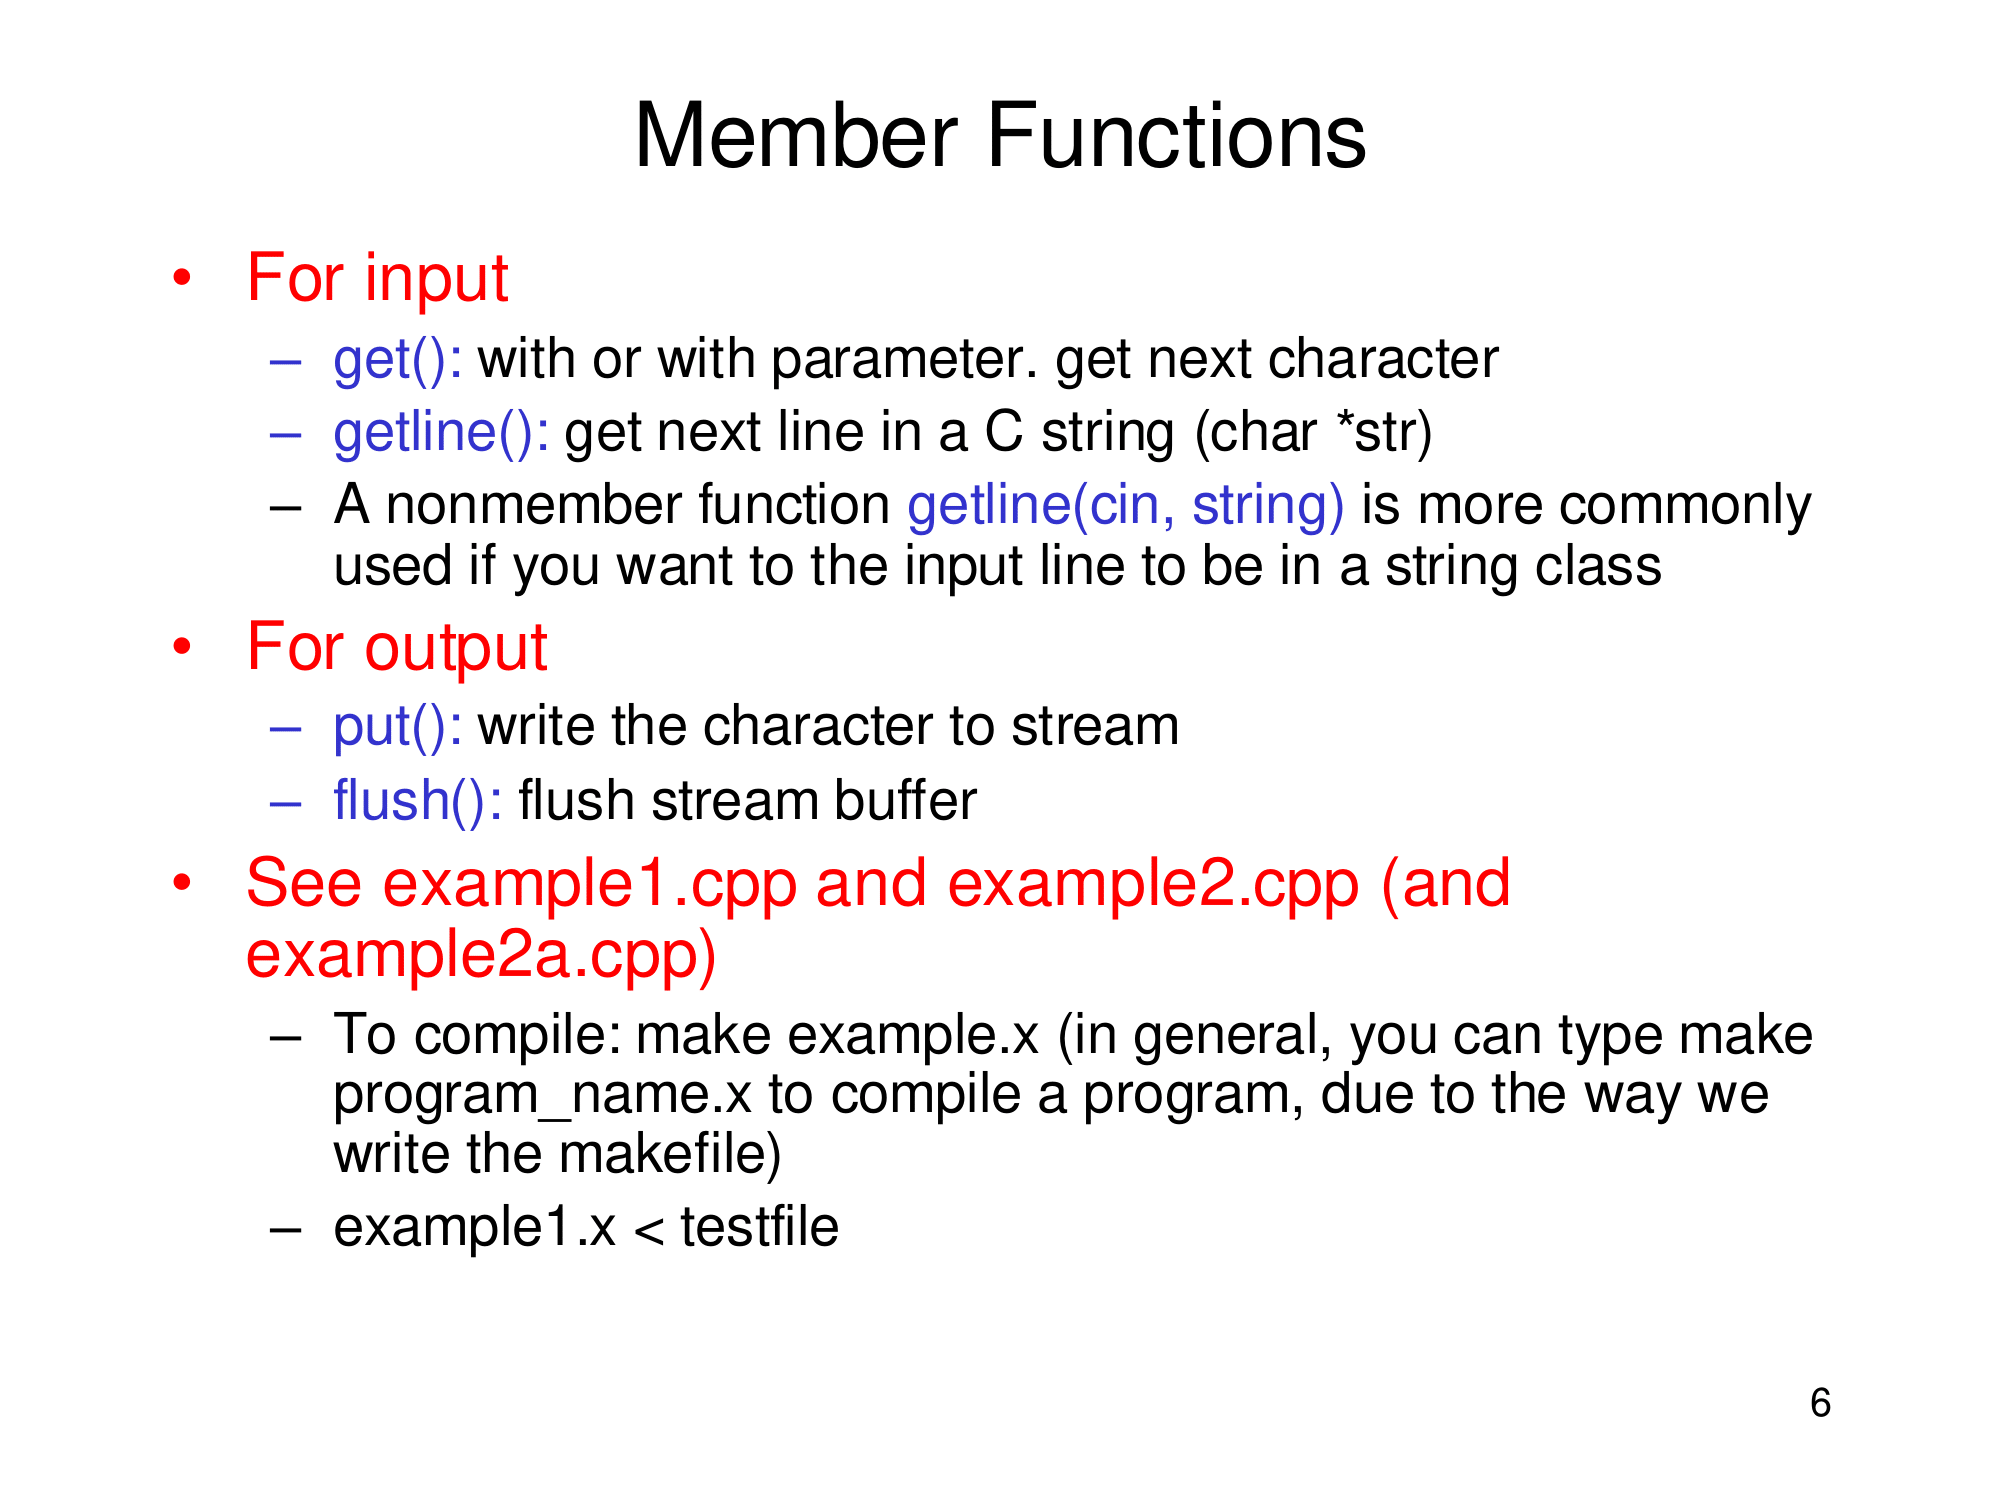 Member Functions
• For input
– get(): with or with parameter. get next character
– getline(): get next line in a C string (char *str)
– A nonmember function getline(cin, string) is more commonly
used if you want to the input line to be in a string class
• For output
– put(): write the character to stream
– flush(): flush stream buffer
• See example1.cpp and example2.cpp (and
example2a.cpp)
– To compile: make example.x (in general, you can type make
program_name.x to compile a program, due to the way we
write the makefile)
– example1.x < testfile
6